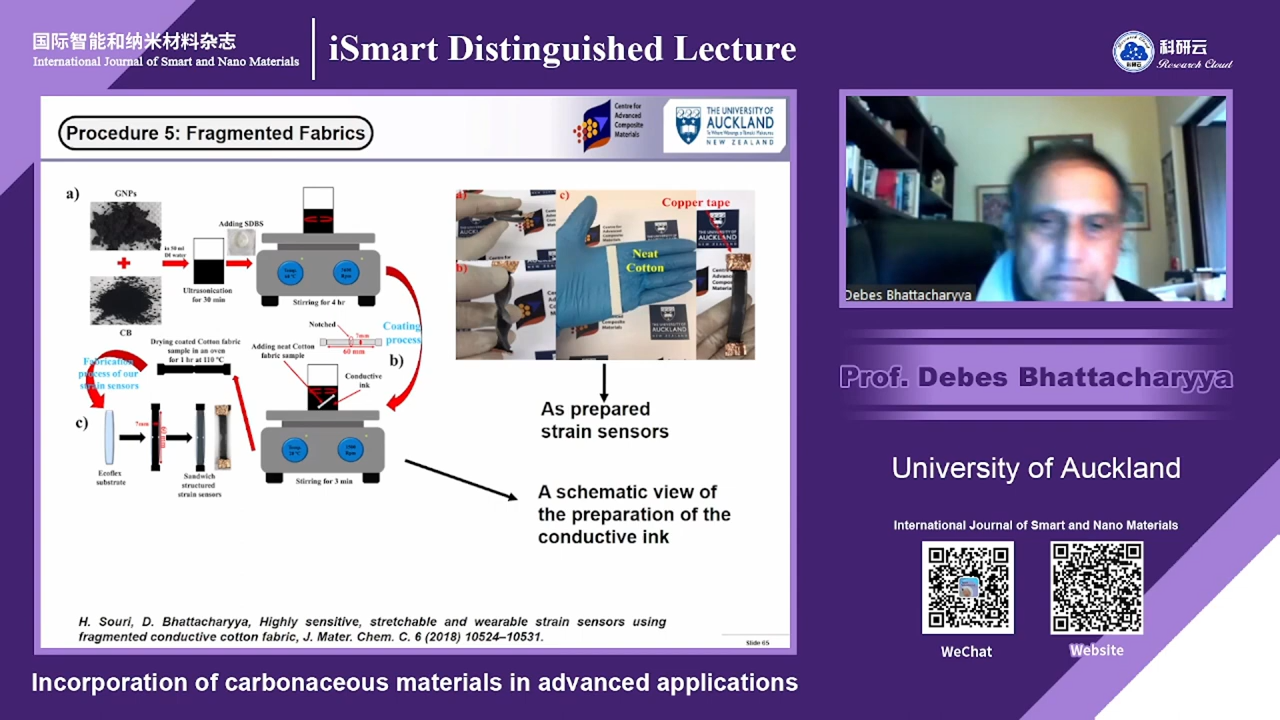 国际智能和纳米材料杂志
International Journal of Smart and Nano Materials
iSmart Distinguished Lecture
科研云
Research Cloud
Procedure 5: Fragmented Fabrics
Centre for
Advanced
Composite
Materials
THE UNIVERSITY OF
AUCKLAND
NEW ZEALAND
a)
GNPs
CB
in 50 ml
DI water
Ultrasonication
for 30 min
Adding SDBS
Stirring for 4 hr
Coating
process
b)
Notched
7mm
60 mm
Adding neat Cotton
fabric sample
Conductive
ink
Stirring for 3 min
Drying coated Cotton fabric
sample in an oven
for 1 hr at 110 °C
Fabrication
process of our
strain sensors
c)
Ecoflex
substrate
7mm
Sandwich
structured
strain sensors
a)
b)
c)
Copper tape
Neat
Cotton
As prepared
strain sensors
A schematic view of
the preparation of the
conductive ink
H. Souri, D. Bhattacharyya, Highly sensitive, stretchable and wearable strain sensors using
fragmented conductive cotton fabric, J. Mater. Chem. C. 6 (2018) 10524–10531.
Slide 65
Debes Bhattacharyya
Prof. Debes Bhattacharyya
University of Auckland
International Journal of Smart and Nano Materials
WeChat
Website
Incorporation of carbonaceous materials in advanced applications